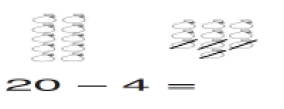 20 – 4 =